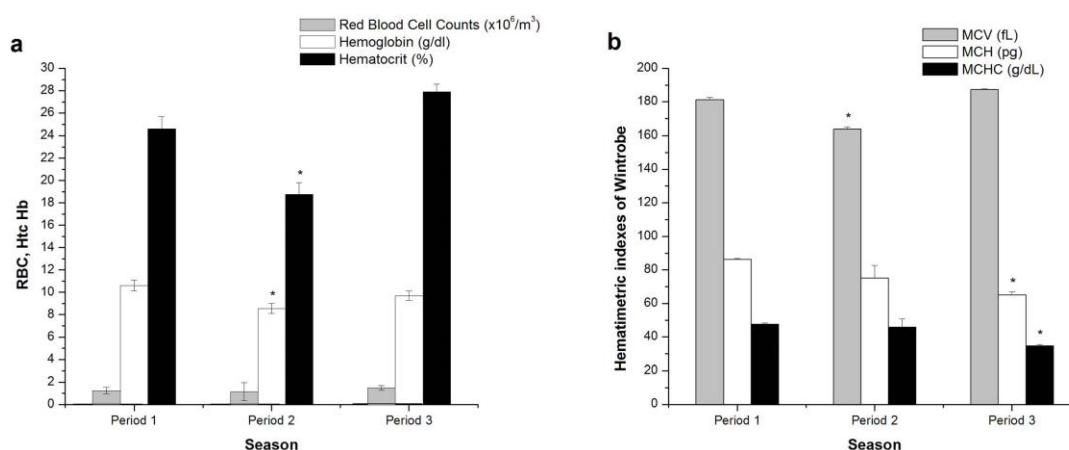 a
Red Blood Cell Counts (x10⁶/m³)
Hemoglobin (g/dl)
Hematocrit (%)
30
28
26
24
22
20
18
16
14
12
10
8
6
4
2
0
RBC, Htc Hb
*
*
Period 1
Period 2
Period 3
Season
b
MCV (fL)
MCH (pg)
MCHC (g/dL)
200
180
160
140
120
100
80
60
40
20
0
Hematimetric indexes of Wintrobe
*
*
*
Period 1
Period 2
Period 3
Season